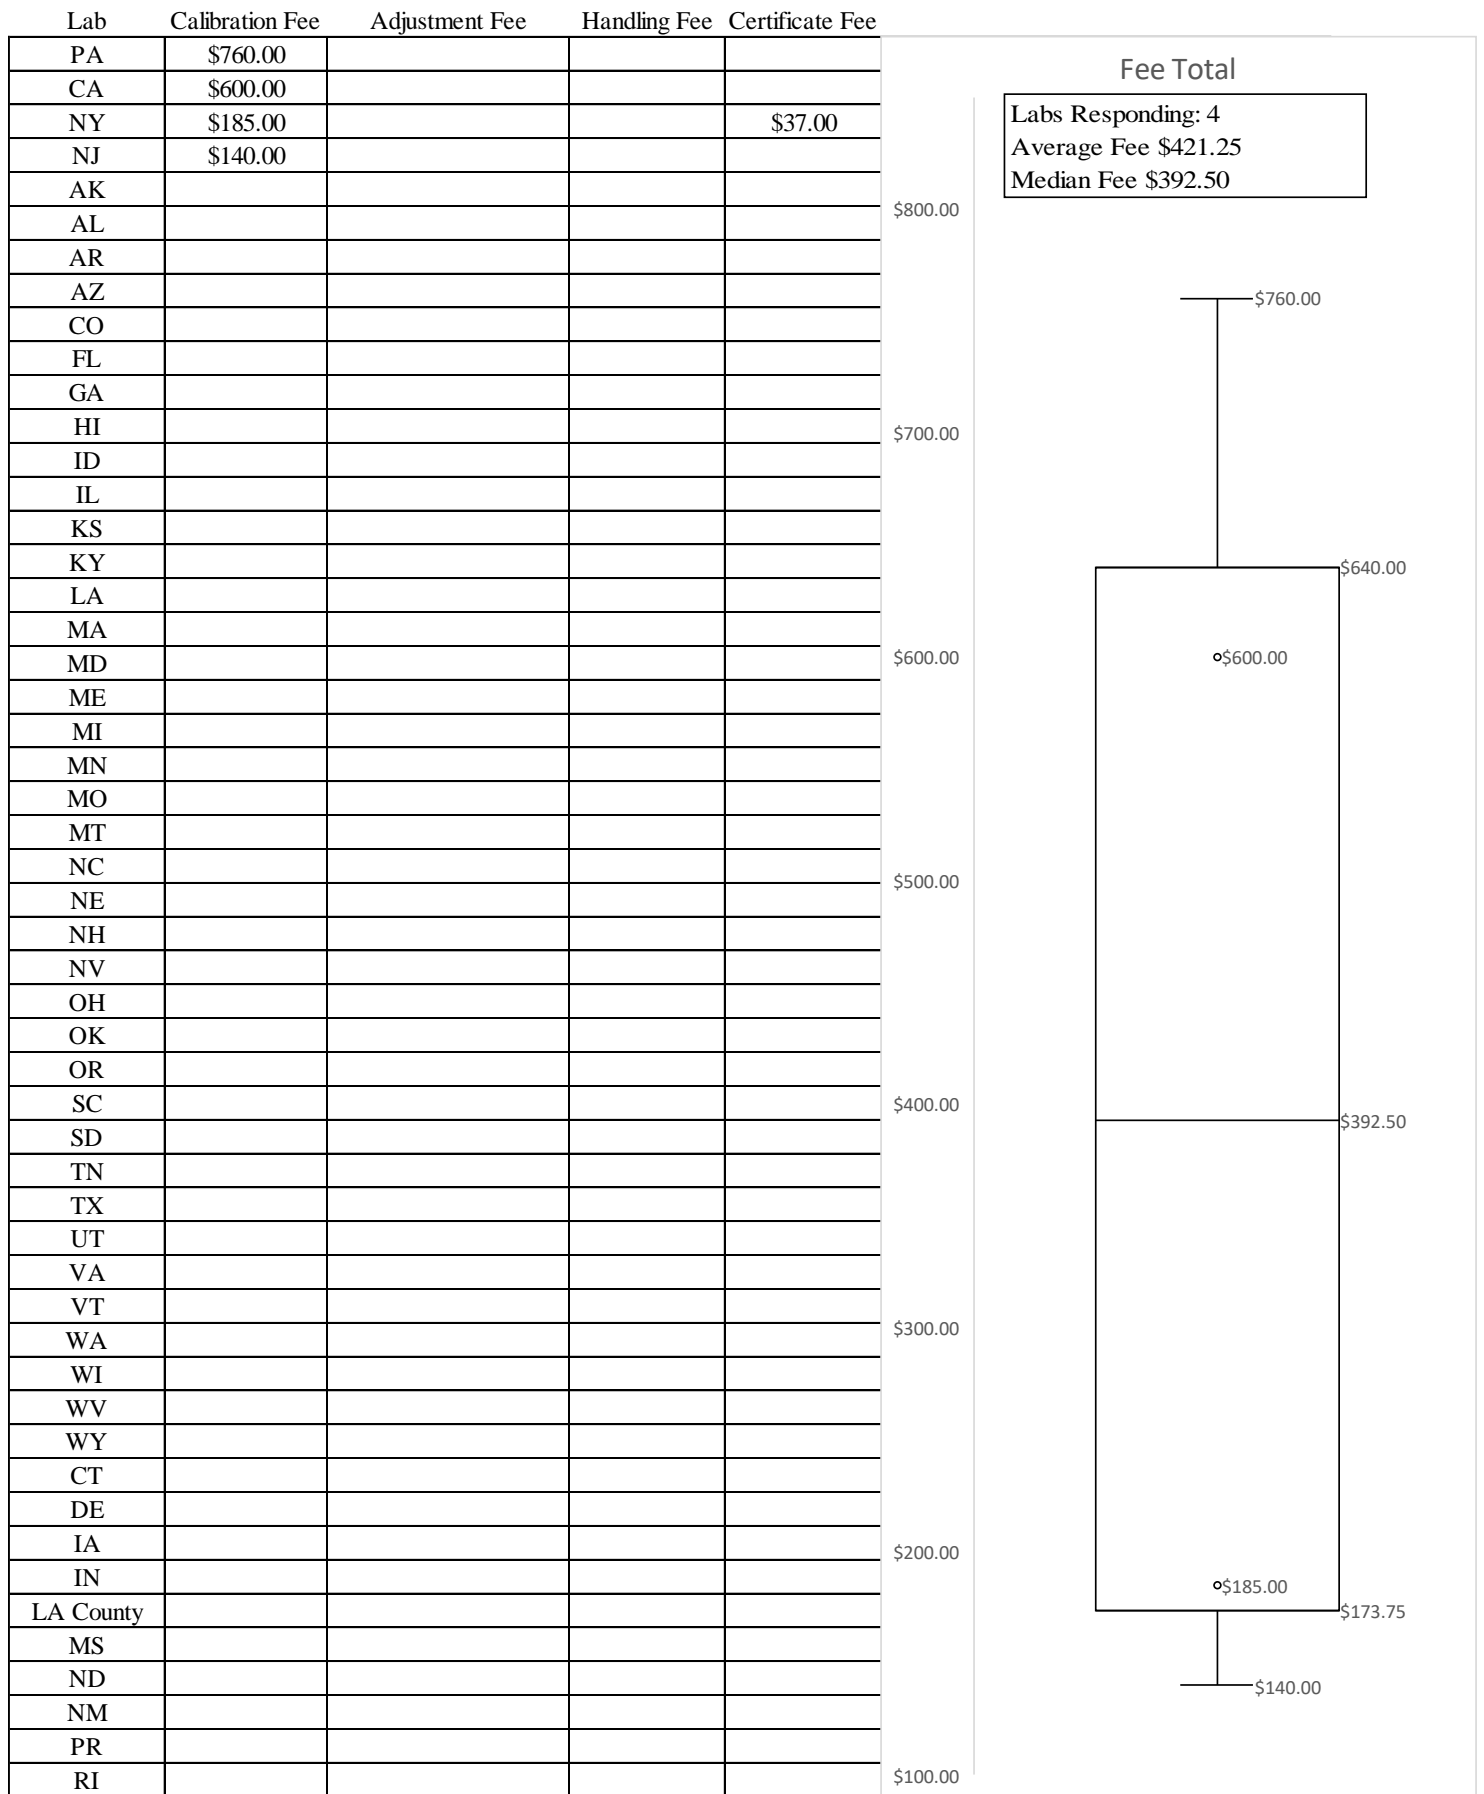 Lab Calibration Fee Adjustment Fee Handling Fee Certificate Fee
PA $760.00
CA $600.00
NY $185.00 $37.00
NJ $140.00
AK
AL
AR
AZ
CO
FL
GA
HI
ID
IL
KS
KY
LA
MA
MD
ME
MI
MN
MO
MT
NC
NE
NH
NV
OH
OK
OR
SC
SD
TN
TX
UT
VA
VT
WA
WI
WV
WY
CT
DE
IA
IN
LA County
MS
ND
NM
PR
RI
Fee Total
Labs Responding: 4
Average Fee $421.25
Median Fee $392.50
$800.00
$700.00
$600.00
$500.00
$400.00
$300.00
$200.00
$100.00
$760.00
$640.00
$600.00
$392.50
$185.00
$173.75
$140.00